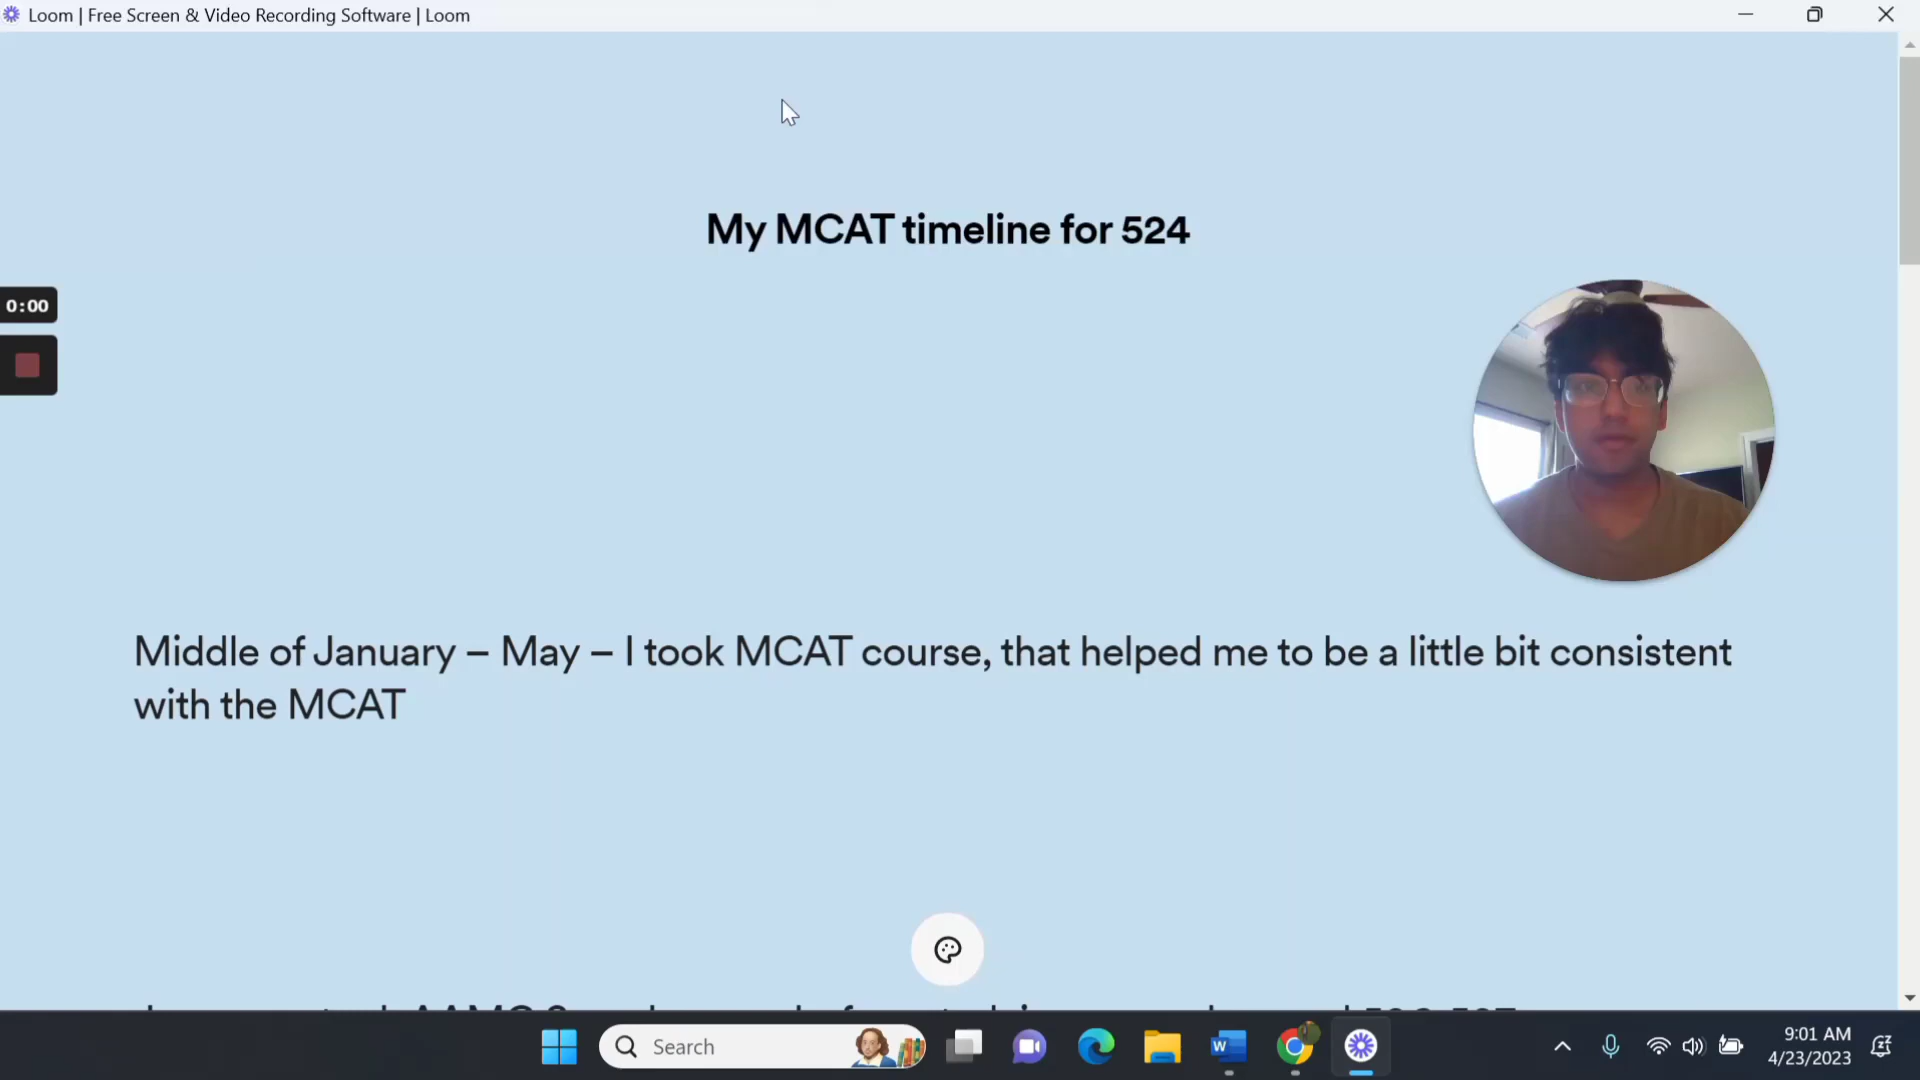 Loom | Free Screen & Video Recording Software | Loom
My MCAT timeline for 524
0:00
Middle of January – May – I took MCAT course, that helped me to be a little bit consistent
with the MCAT
Search
9:01 AM
4/23/2023